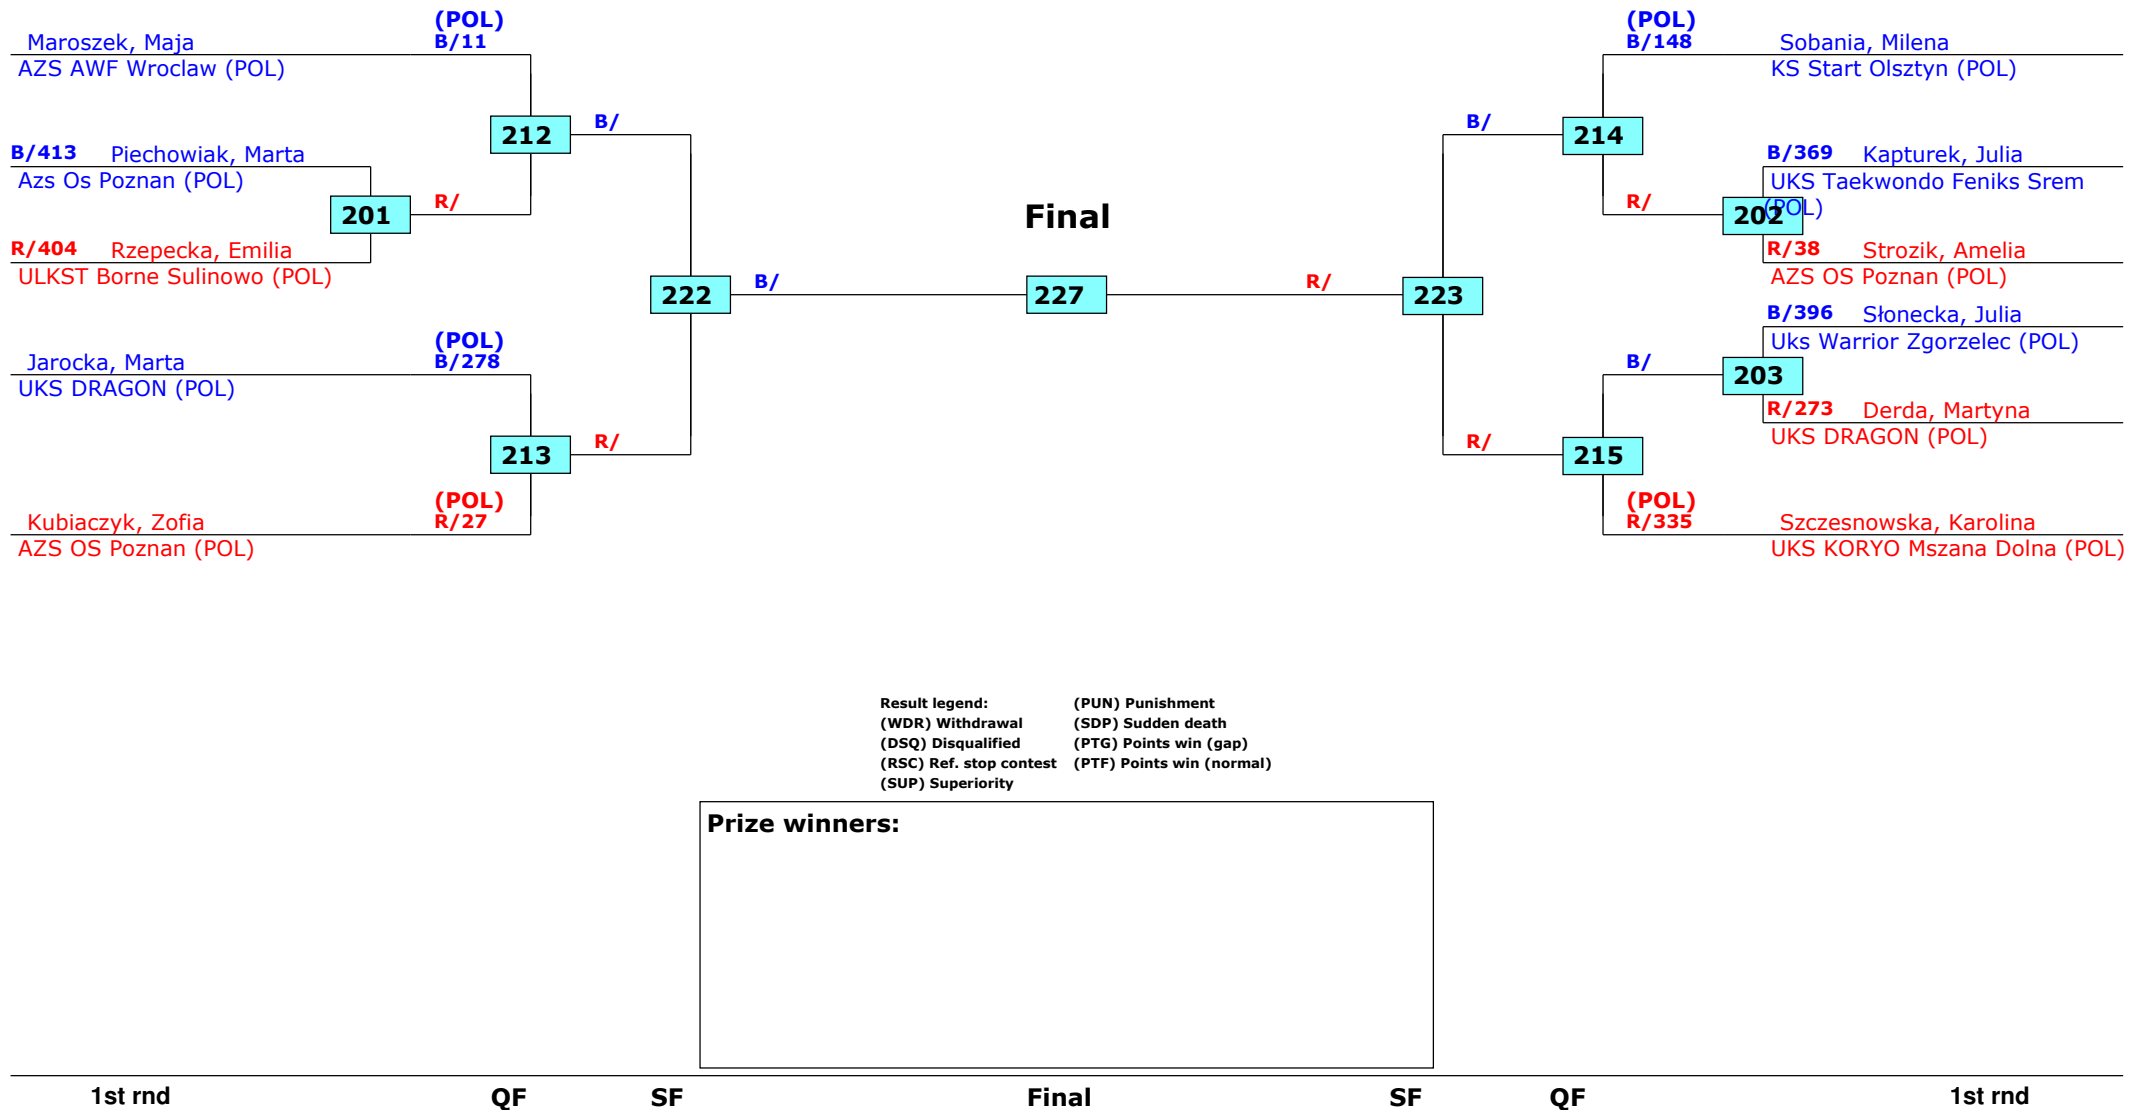 (POL)
Maroszek, Maja
B/11
AZS AWF Wroclaw (POL)
212
B/
B/413 Piechowiak, Marta
Azs Os Poznan (POL)
201
R/
R/404 Rzepecka, Emilia
ULKST Borne Sulinowo (POL)
222
B/
(POL)
Jarocka, Marta
B/278
UKS DRAGON (POL)
213
R/
(POL)
Kubiaczyk, Zofia
R/27
AZS OS Poznan (POL)
Final
227
(POL)
B/148 Sobania, Milena
KS Start Olsztyn (POL)
B/
214
B/369 Kapturek, Julia
UKS Taekwondo Feniks Srem
(POL)
R/
202
R/38 Strozik, Amelia
AZS OS Poznan (POL)
R/
223
B/396 Słonecka, Julia
Uks Warrior Zgorzelec (POL)
B/
203
R/273 Derda, Martyna
UKS DRAGON (POL)
R/
215
(POL)
R/335 Szczesnowska, Karolina
UKS KORYO Mszana Dolna (POL)
Result legend: (PUN) Punishment
(WDR) Withdrawal (SDP) Sudden death
(DSQ) Disqualified (PTG) Points win (gap)
(RSC) Ref. stop contest (PTF) Points win (normal)
(SUP) Superiority
Prize winners:
1st rnd QF SF Final SF QF 1st rnd